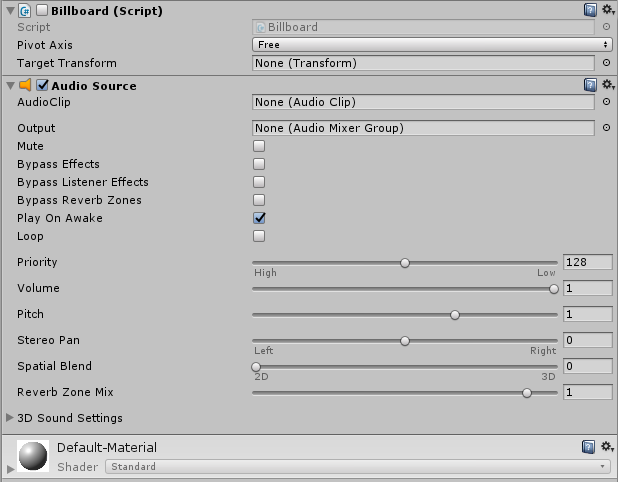 Billboard (Script)
Script Billboard
Pivot Axis Free
Target Transform None (Transform)
Audio Source
AudioClip None (Audio Clip)
Output None (Audio Mixer Group)
Mute
Bypass Effects
Bypass Listener Effects
Bypass Reverb Zones
Play On Awake
Loop
Priority 128
High Low
Volume 1
Pitch 1
Stereo Pan 0
Left Right
Spatial Blend 0
2D 3D
Reverb Zone Mix 1
3D Sound Settings
Default-Material
Shader Standard